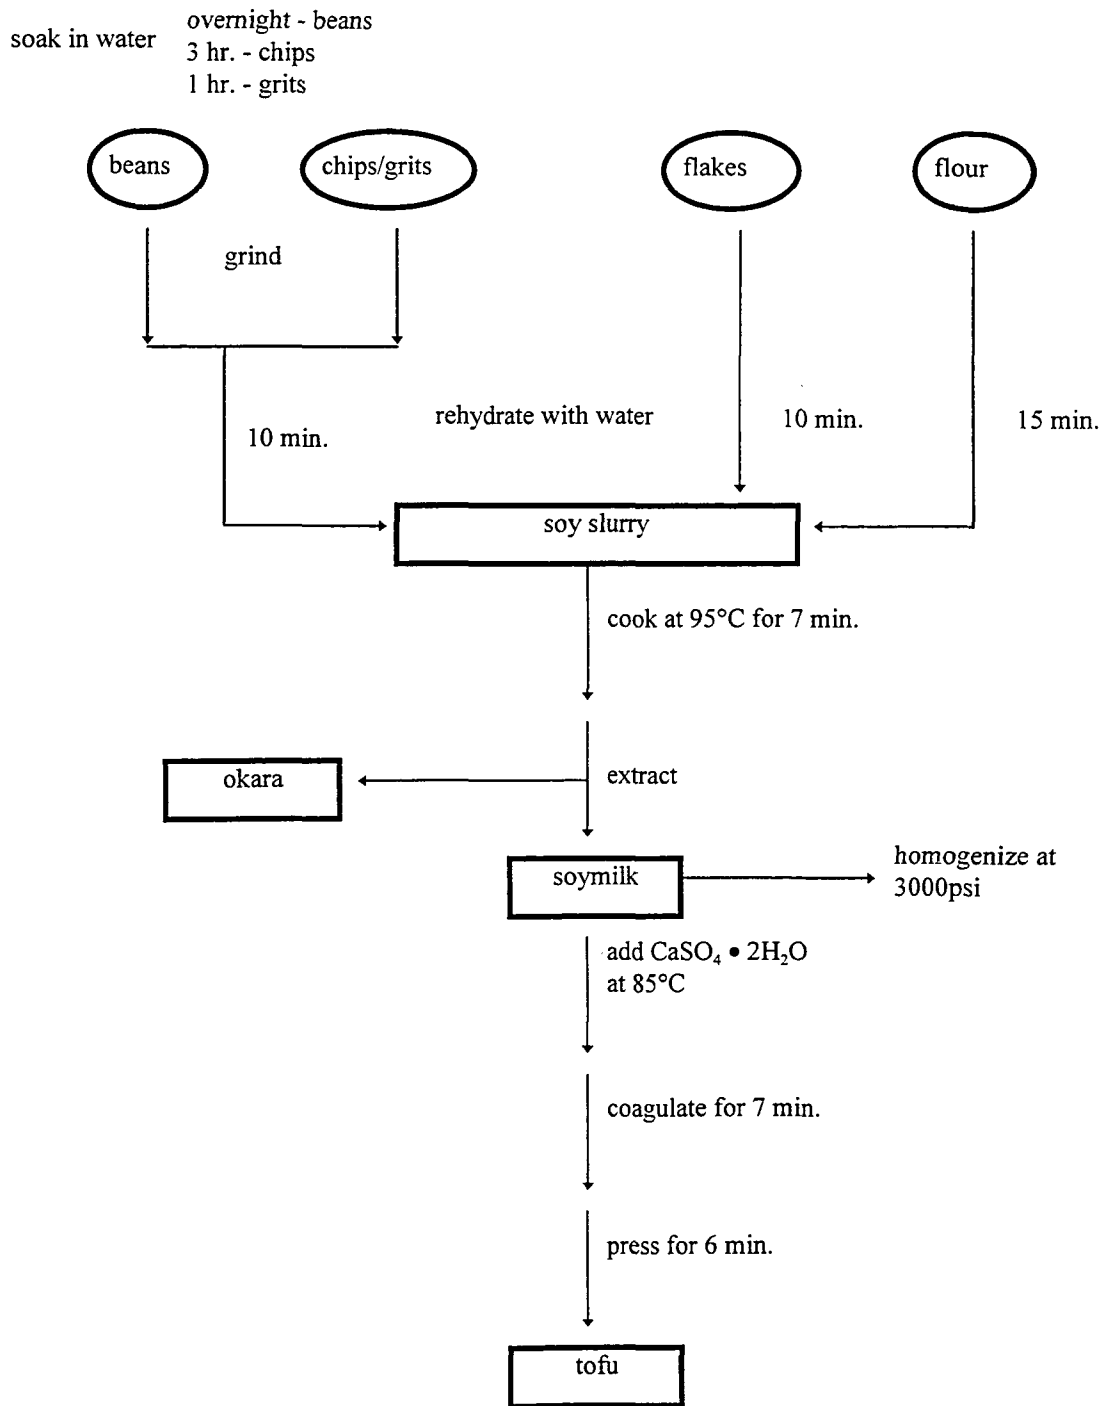 soak in water
overnight - beans
3 hr. - chips
1 hr. - grits
beans
chips/grits
flakes
flour
grind
rehydrate with water
10 min.
10 min.
15 min.
soy slurry
cook at 95°C for 7 min.
extract
okara
soymilk
homogenize at
3000psi
add CaSO₄ • 2H₂O
at 85°C
coagulate for 7 min.
press for 6 min.
tofu